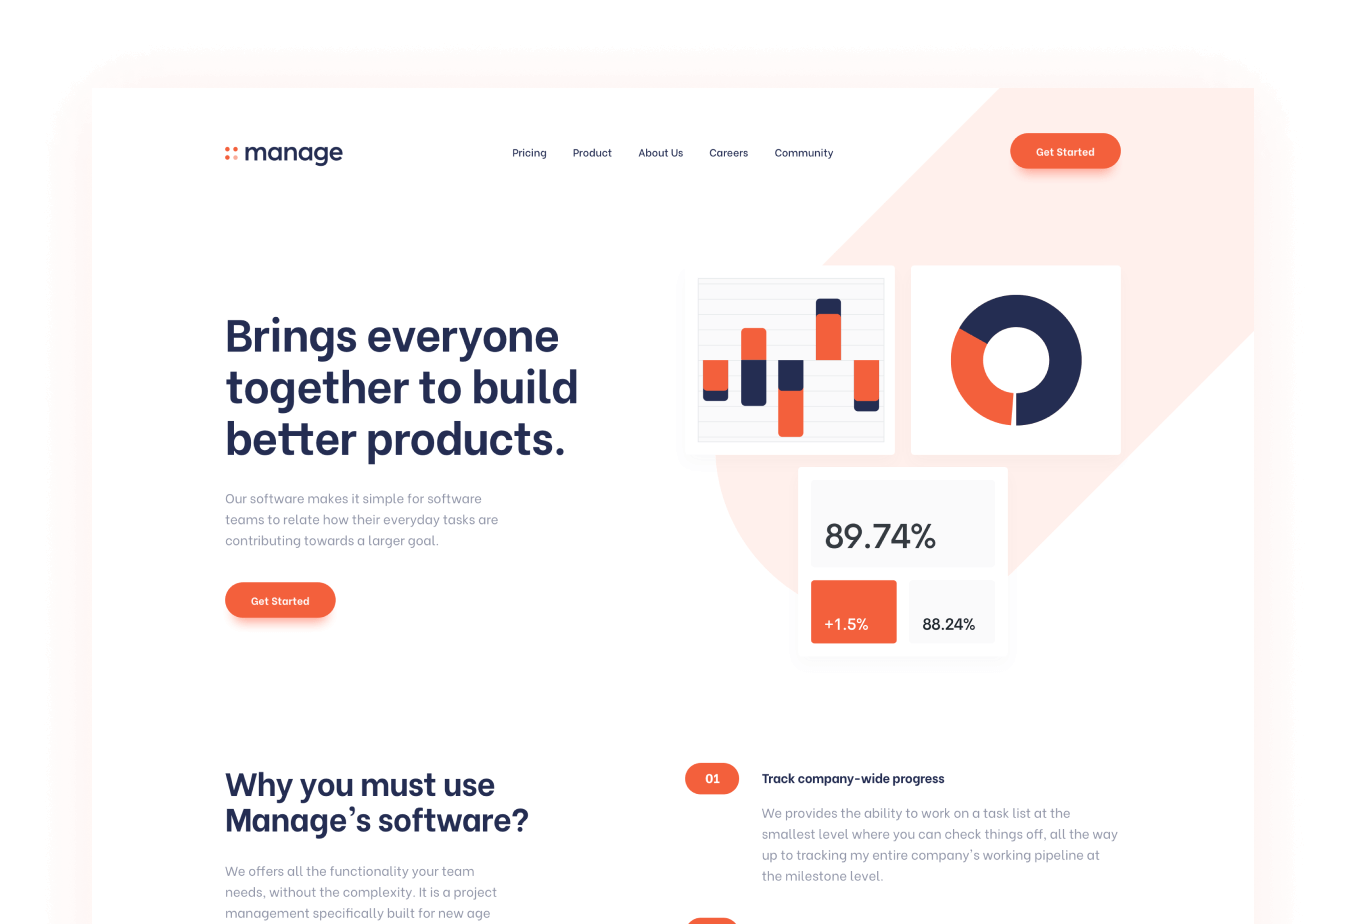 manage
Pricing Product About Us Careers Community
Get Started
Brings everyone
together to build
better products.
Our software makes it simple for software
teams to relate how their everyday tasks are
contributing towards a larger goal.
Get Started
89.74%
+1.5% 88.24%
Why you must use
Manage’s software?
We offers all the functionality your team
needs, without the complexity. It is a project
management specifically built for new age
01
Track company-wide progress
We provides the ability to work on a task list at the
smallest level where you can check things off, all the way
up to tracking my entire company’s working pipeline at
the milestone level.